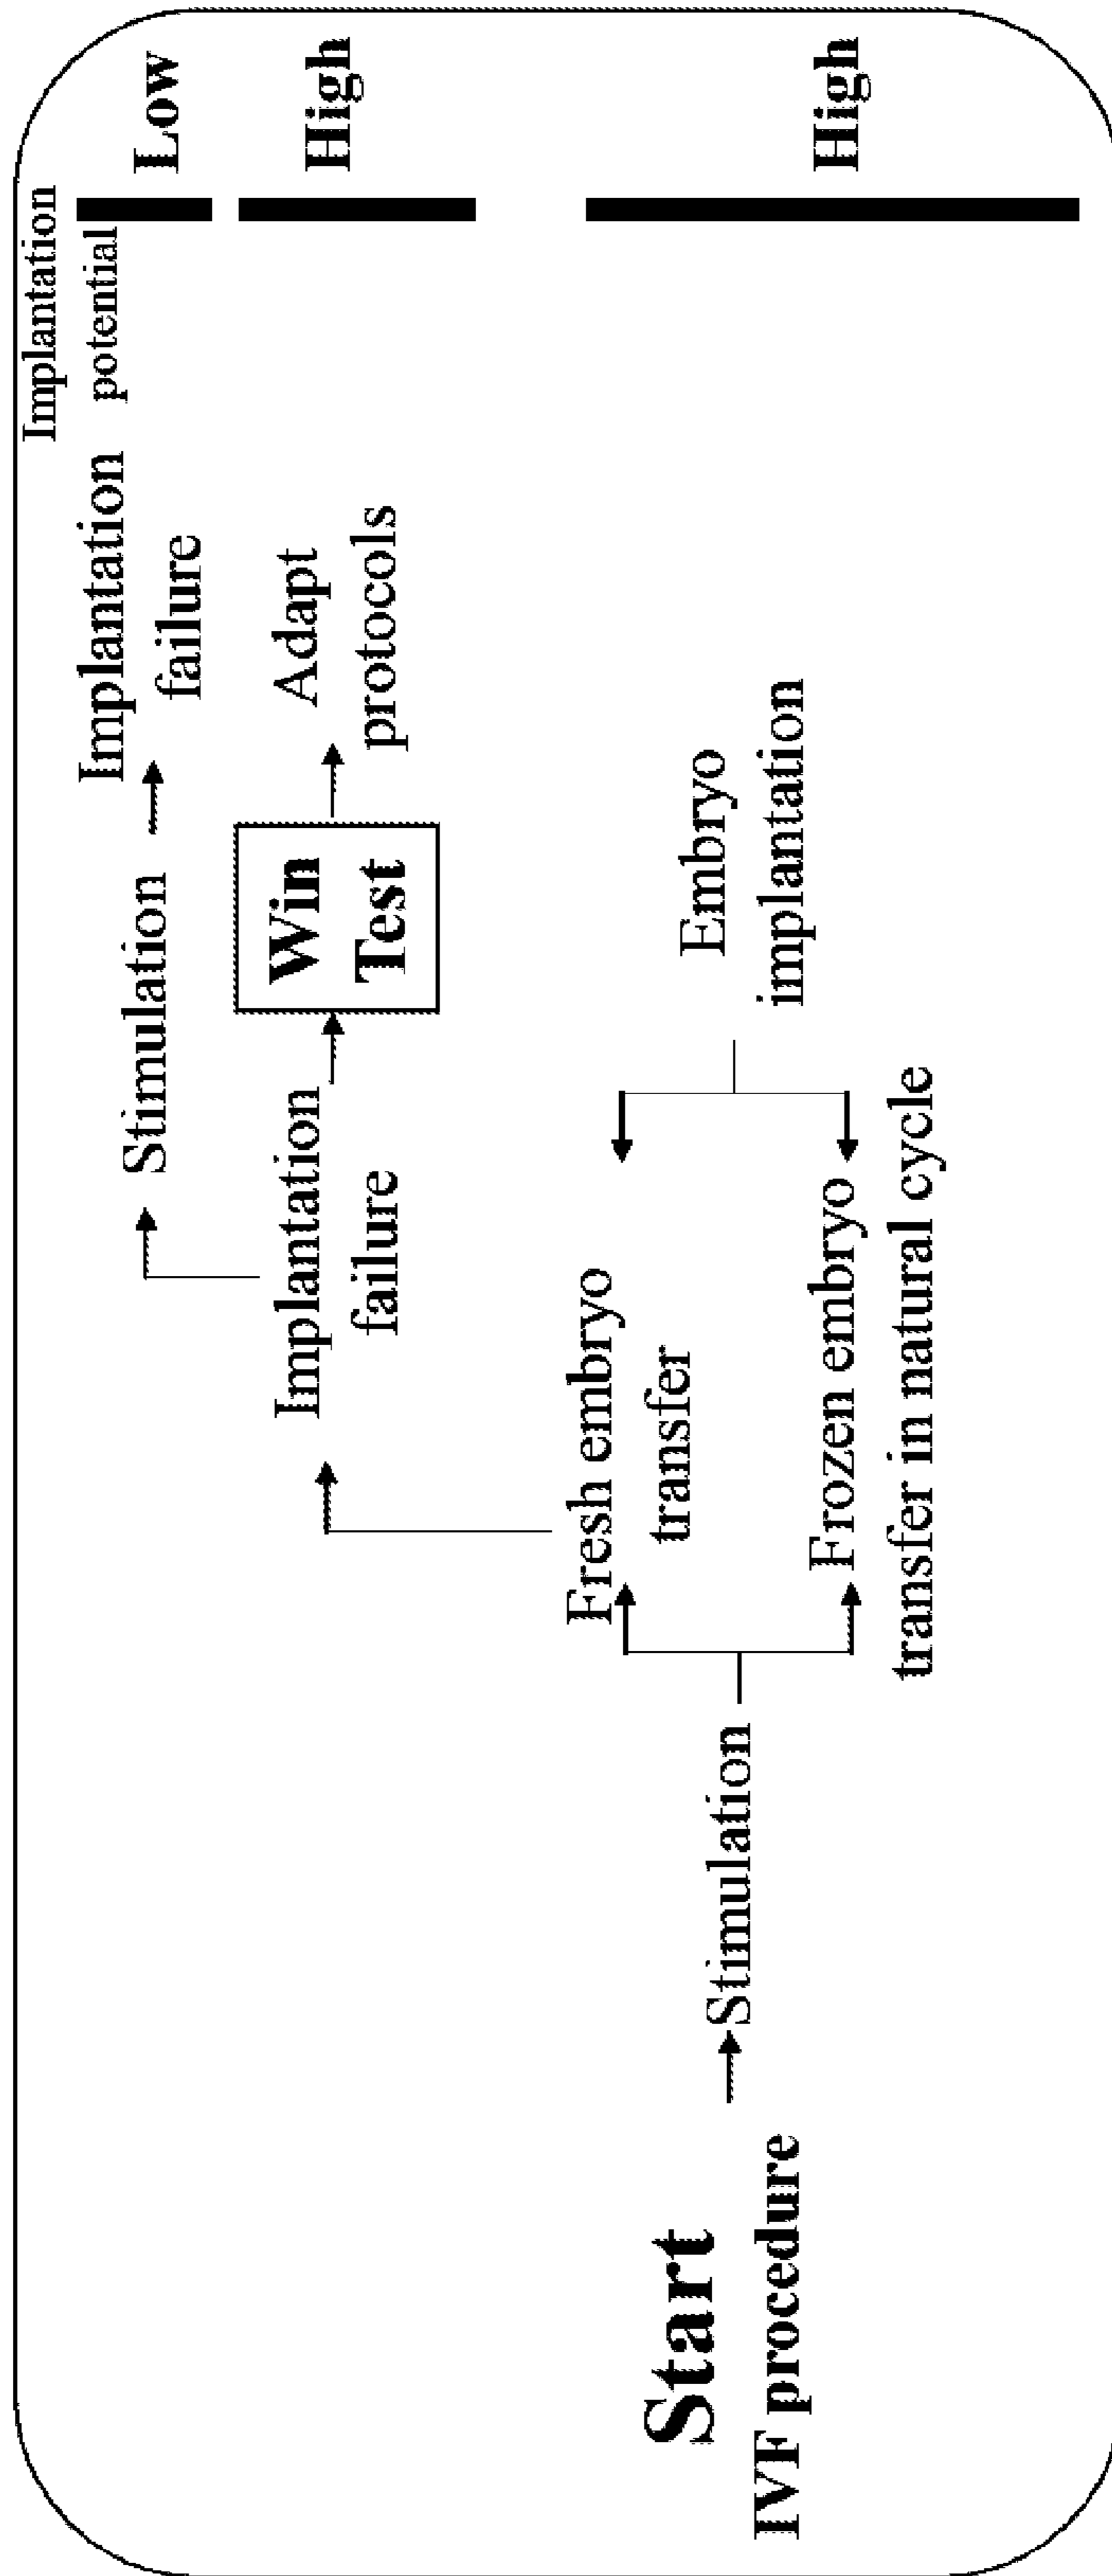 Implantation
potential
Low
High
High
Stimulation
Implantation
failure
Implantation
failure
Win
Test
Adapt
protocols
Start
IVF procedure
Stimulation
Fresh embryo
transfer
Frozen embryo
transfer in natural cycle
Embryo
implantation